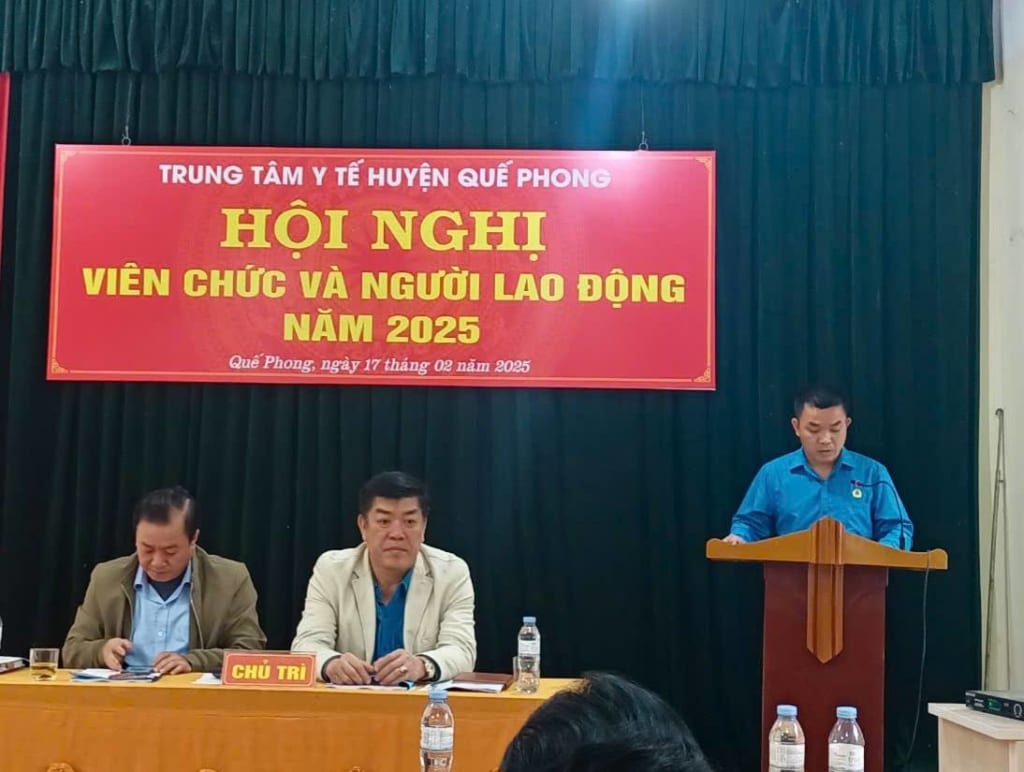 TRUNG TÂM Y TẾ HUYỆN QUẾ PHONG
HỘI NGHỊ
VIÊN CHỨC VÀ NGƯỜI LAO ĐỘNG
NĂM 2025
Quế Phong, ngày 17 tháng 02 năm 2025
CHỦ TRÌ